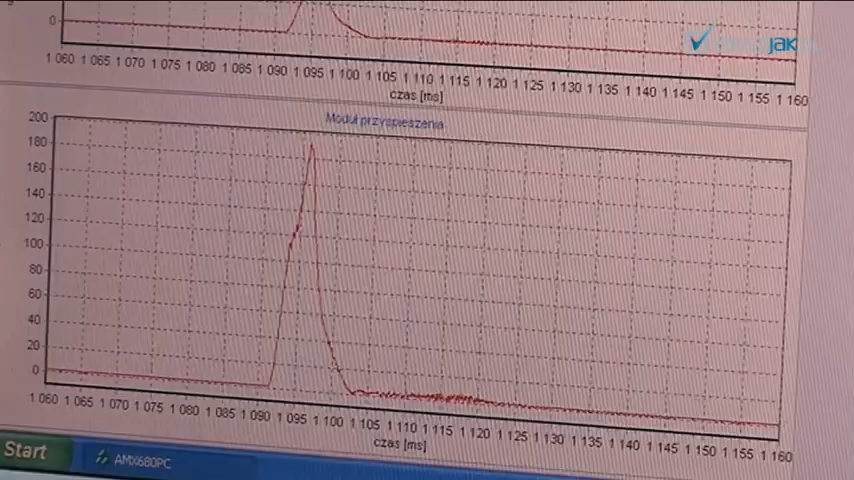 0
1 060 1 065 1 070 1 075 1 080 1 085 1 090 1 095 1 100 1 105 1 110 1 115 1 120 1 125 1 130 1 135 1 140 1 145 1 150 1 155 1 160
czas [ms]
jak
Moduł przyspieszenia
200
180
160
140
120
100
80
60
40
20
0
1 060 1 065 1 070 1 075 1 080 1 085 1 090 1 095 1 100 1 105 1 110 1 115 1 120 1 125 1 130 1 135 1 140 1 145 1 150 1 155 1 160
czas [ms]
Start
AMX680PC